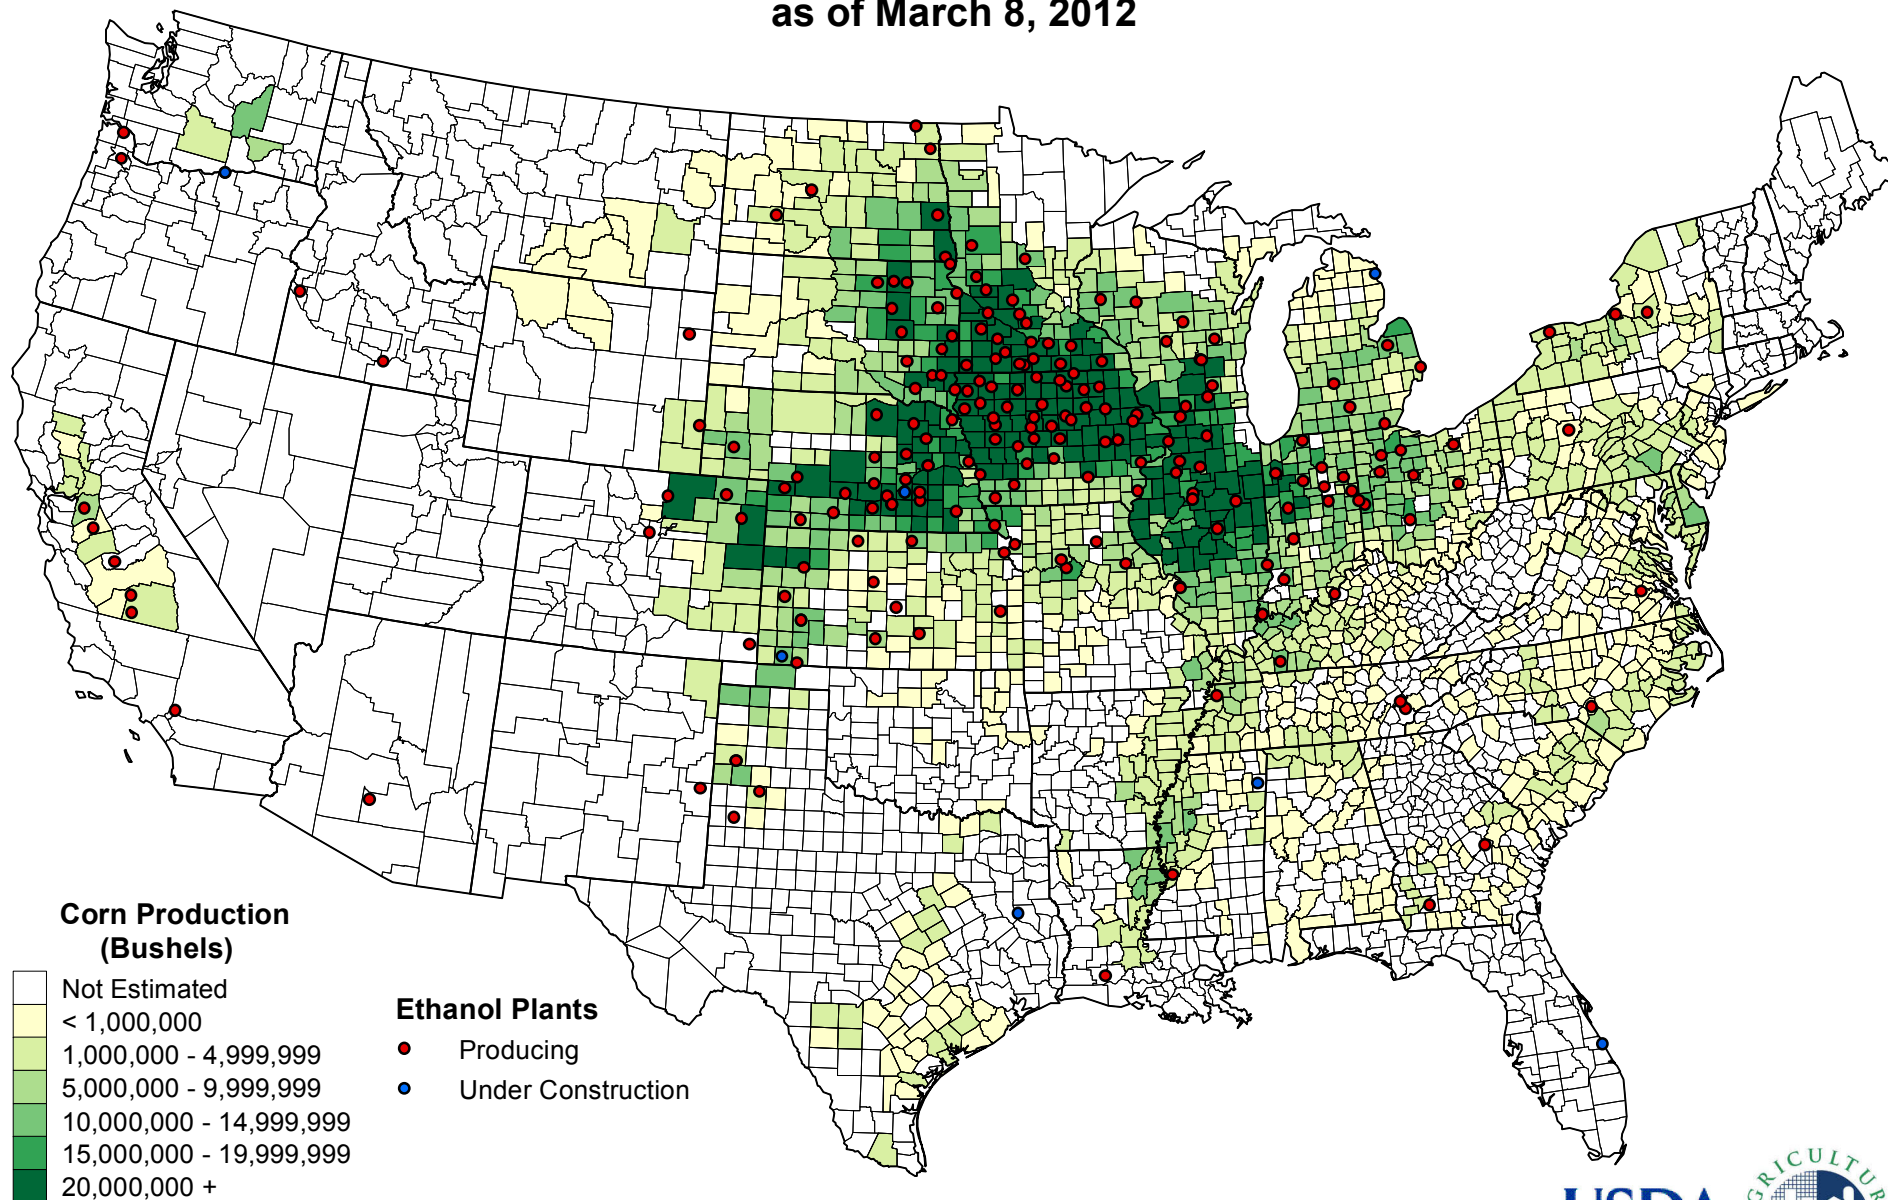 as of March 8, 2012
Corn Production
(Bushels)
Not Estimated
< 1,000,000
1,000,000 - 4,999,999
5,000,000 - 9,999,999
10,000,000 - 14,999,999
15,000,000 - 19,999,999
20,000,000 +
Ethanol Plants
Producing
Under Construction
USDA